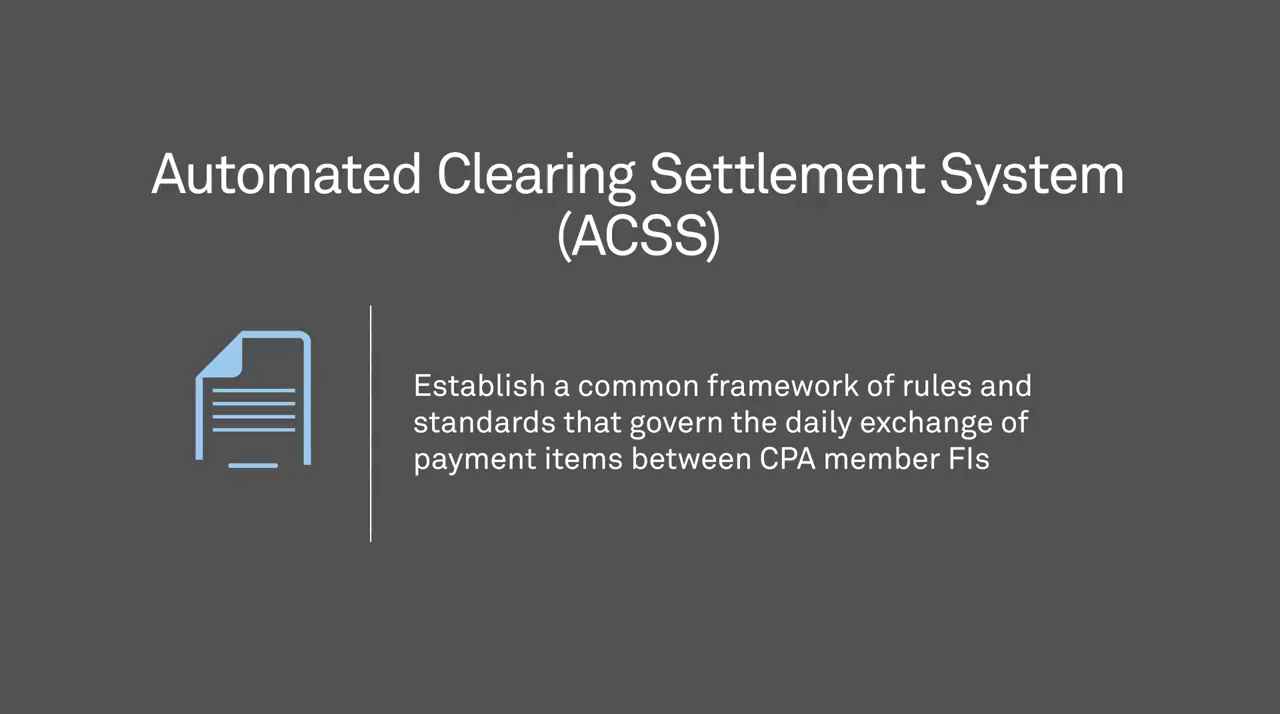 Automated Clearing Settlement System
(ACSS)
Establish a common framework of rules and
standards that govern the daily exchange of
payment items between CPA member FIs